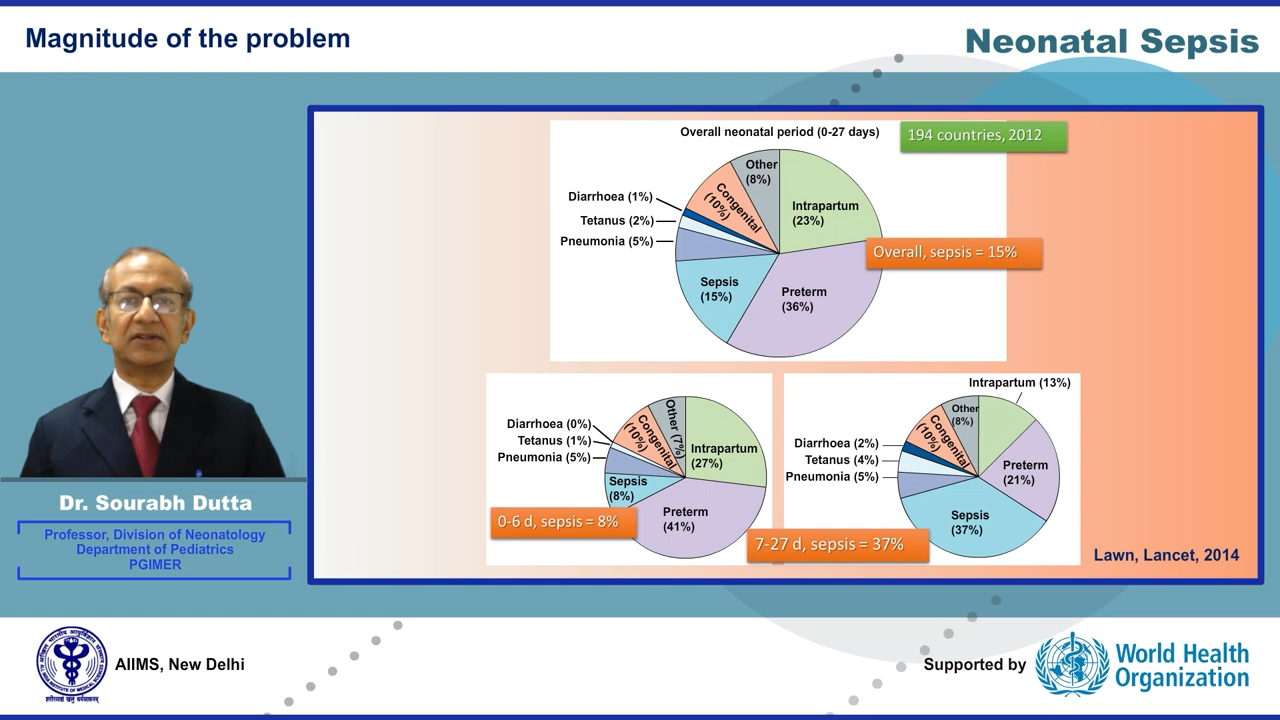 Magnitude of the problem
Neonatal Sepsis
Overall neonatal period (0-27 days)
194 countries, 2012
Other
(8%)
Congenital
(10%)
Diarrhoea (1%)
Tetanus (2%)
Pneumonia (5%)
Intrapartum
(23%)
Overall, sepsis = 15%
Sepsis
(15%)
Preterm
(36%)
Diarrhoea (0%)
Tetanus (1%)
Pneumonia (5%)
Congenital
(10%)
Other (7%)
Intrapartum
(27%)
Sepsis
(8%)
Preterm
(41%)
0-6 d, sepsis = 8%
Intrapartum (13%)
Other
(8%)
Congenital
(10%)
Diarrhoea (2%)
Tetanus (4%)
Pneumonia (5%)
Preterm
(21%)
Sepsis
(37%)
7-27 d, sepsis = 37%
Lawn, Lancet, 2014
Dr. Sourabh Dutta
Professor, Division of Neonatology
Department of Pediatrics
PGIMER
AIIMS, New Delhi
Supported by
World Health
Organization